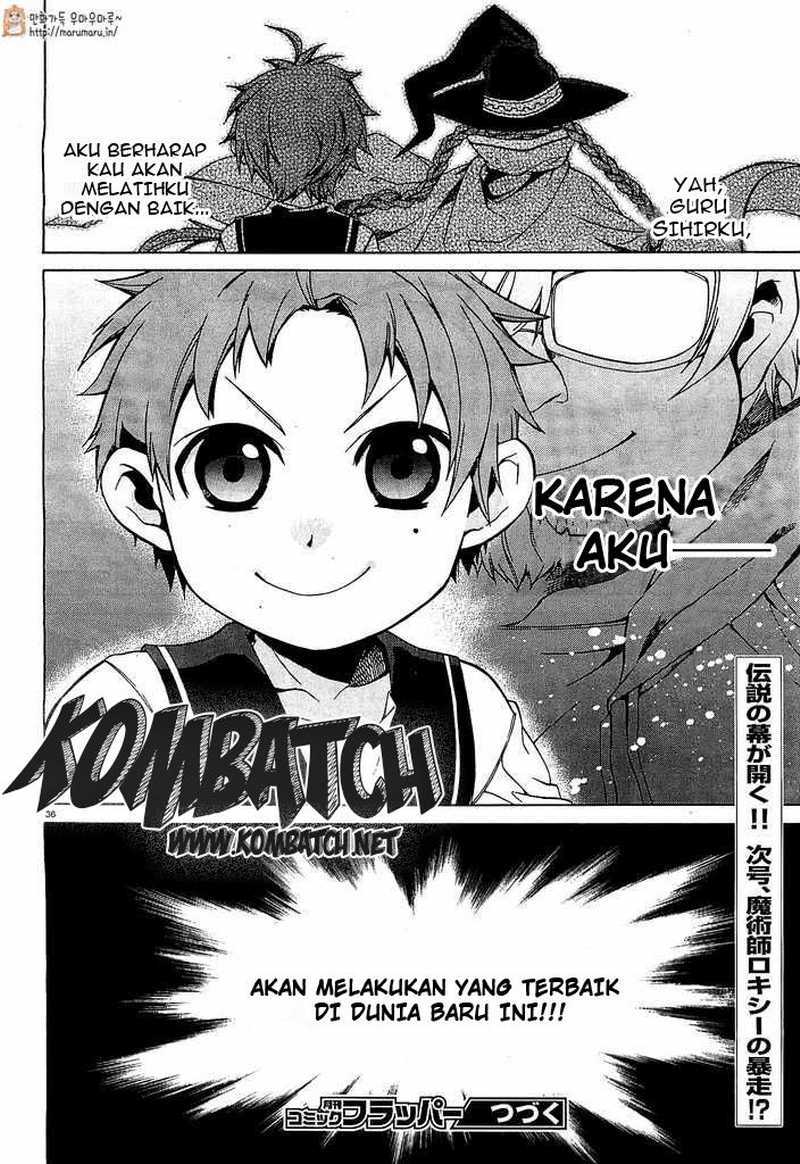 만화가득 우마우마루~
http://marumaru.in/
YAH,
GURU
SIHIRKU,
AKU BERHARAP
KAU AKAN
MELATIHKU
DENGAN BAIK...
KARENA
AKU——
伝説の幕が開く!! 次号、魔術師ロキシーの暴走!?
KOMBATCH
WWW.KOMBATCH.NET
36
AKAN MELAKUKAN YANG TERBAIK
DI DUNIA BARU INI!!!
月刊
コミックフラッパー つづく